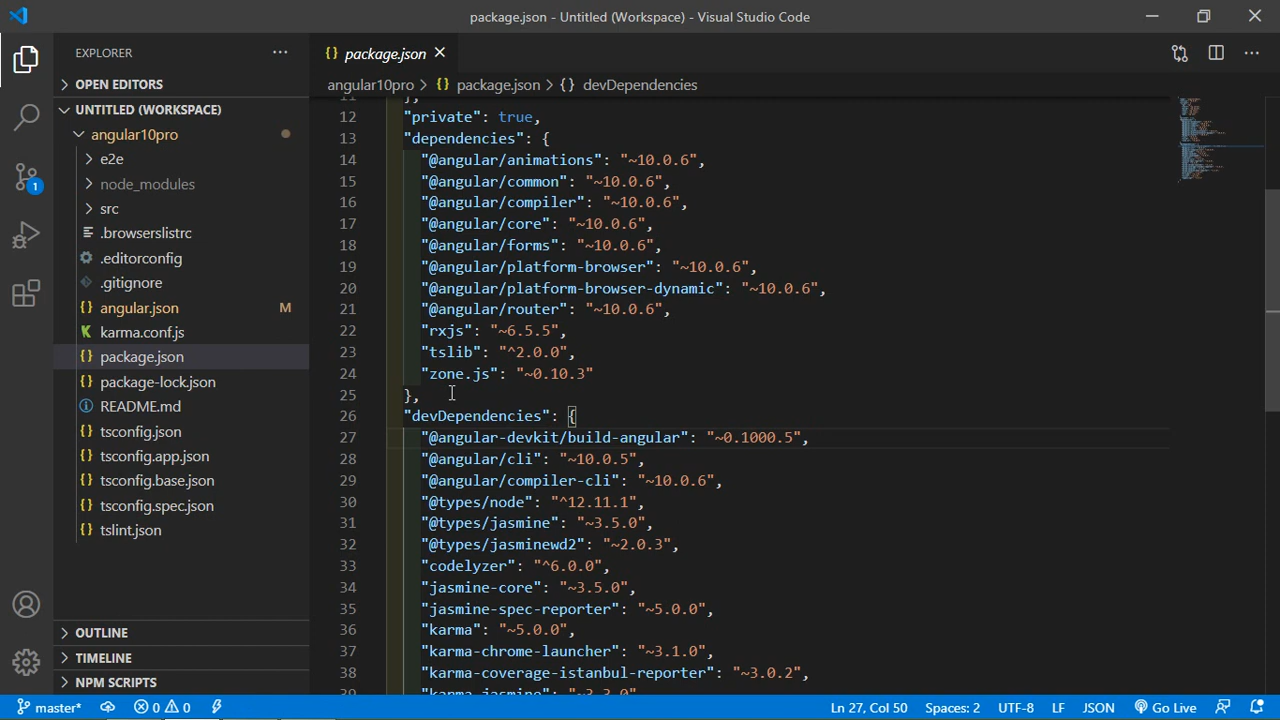 package.json - Untitled (Workspace) - Visual Studio Code
EXPLORER
OPEN EDITORS
UNTITLED (WORKSPACE)
angular10pro
e2e
node_modules
src
.browserslistrc
.editorconfig
.gitignore
angular.json M
karma.conf.js
package.json
package-lock.json
README.md
tsconfig.json
tsconfig.app.json
tsconfig.base.json
tsconfig.spec.json
tslint.json
OUTLINE
TIMELINE
NPM SCRIPTS
1
{} package.json
angular10pro > {} package.json > {} devDependencies
11 },
12 "private": true,
13 "dependencies": {
14 "@angular/animations": "~10.0.6",
15 "@angular/common": "~10.0.6",
16 "@angular/compiler": "~10.0.6",
17 "@angular/core": "~10.0.6",
18 "@angular/forms": "~10.0.6",
19 "@angular/platform-browser": "~10.0.6",
20 "@angular/platform-browser-dynamic": "~10.0.6",
21 "@angular/router": "~10.0.6",
22 "rxjs": "~6.5.5",
23 "tslib": "^2.0.0",
24 "zone.js": "~0.10.3"
25 },
26 "devDependencies": {
27 "@angular-devkit/build-angular": "~0.1000.5",
28 "@angular/cli": "~10.0.5",
29 "@angular/compiler-cli": "~10.0.6",
30 "@types/node": "^12.11.1",
31 "@types/jasmine": "~3.5.0",
32 "@types/jasminewd2": "~2.0.3",
33 "codelyzer": "^6.0.0",
34 "jasmine-core": "~3.5.0",
35 "jasmine-spec-reporter": "~5.0.0",
36 "karma": "~5.0.0",
37 "karma-chrome-launcher": "~3.1.0",
38 "karma-coverage-istanbul-reporter": "~3.0.2",
39 "karma-jasmine": "~3.3.0",
master* 0 0 Ln 27, Col 50 Spaces: 2 UTF-8 LF JSON Go Live